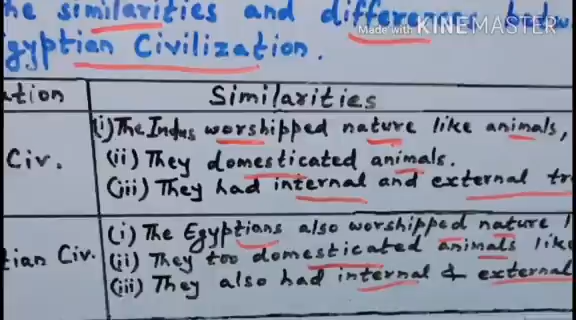 he similarities and differences betw
Egyptian Civilization.
Made with KINEMASTER
ation Similarities
Civ. (i) The Indus worshipped nature like animals,
(ii) They domesticated animals.
(iii) They had internal and external tr
tian Civ. (i) The Egyptians also worshipped nature l
(ii) They too domesticated animals like
(iii) They also had internal & external